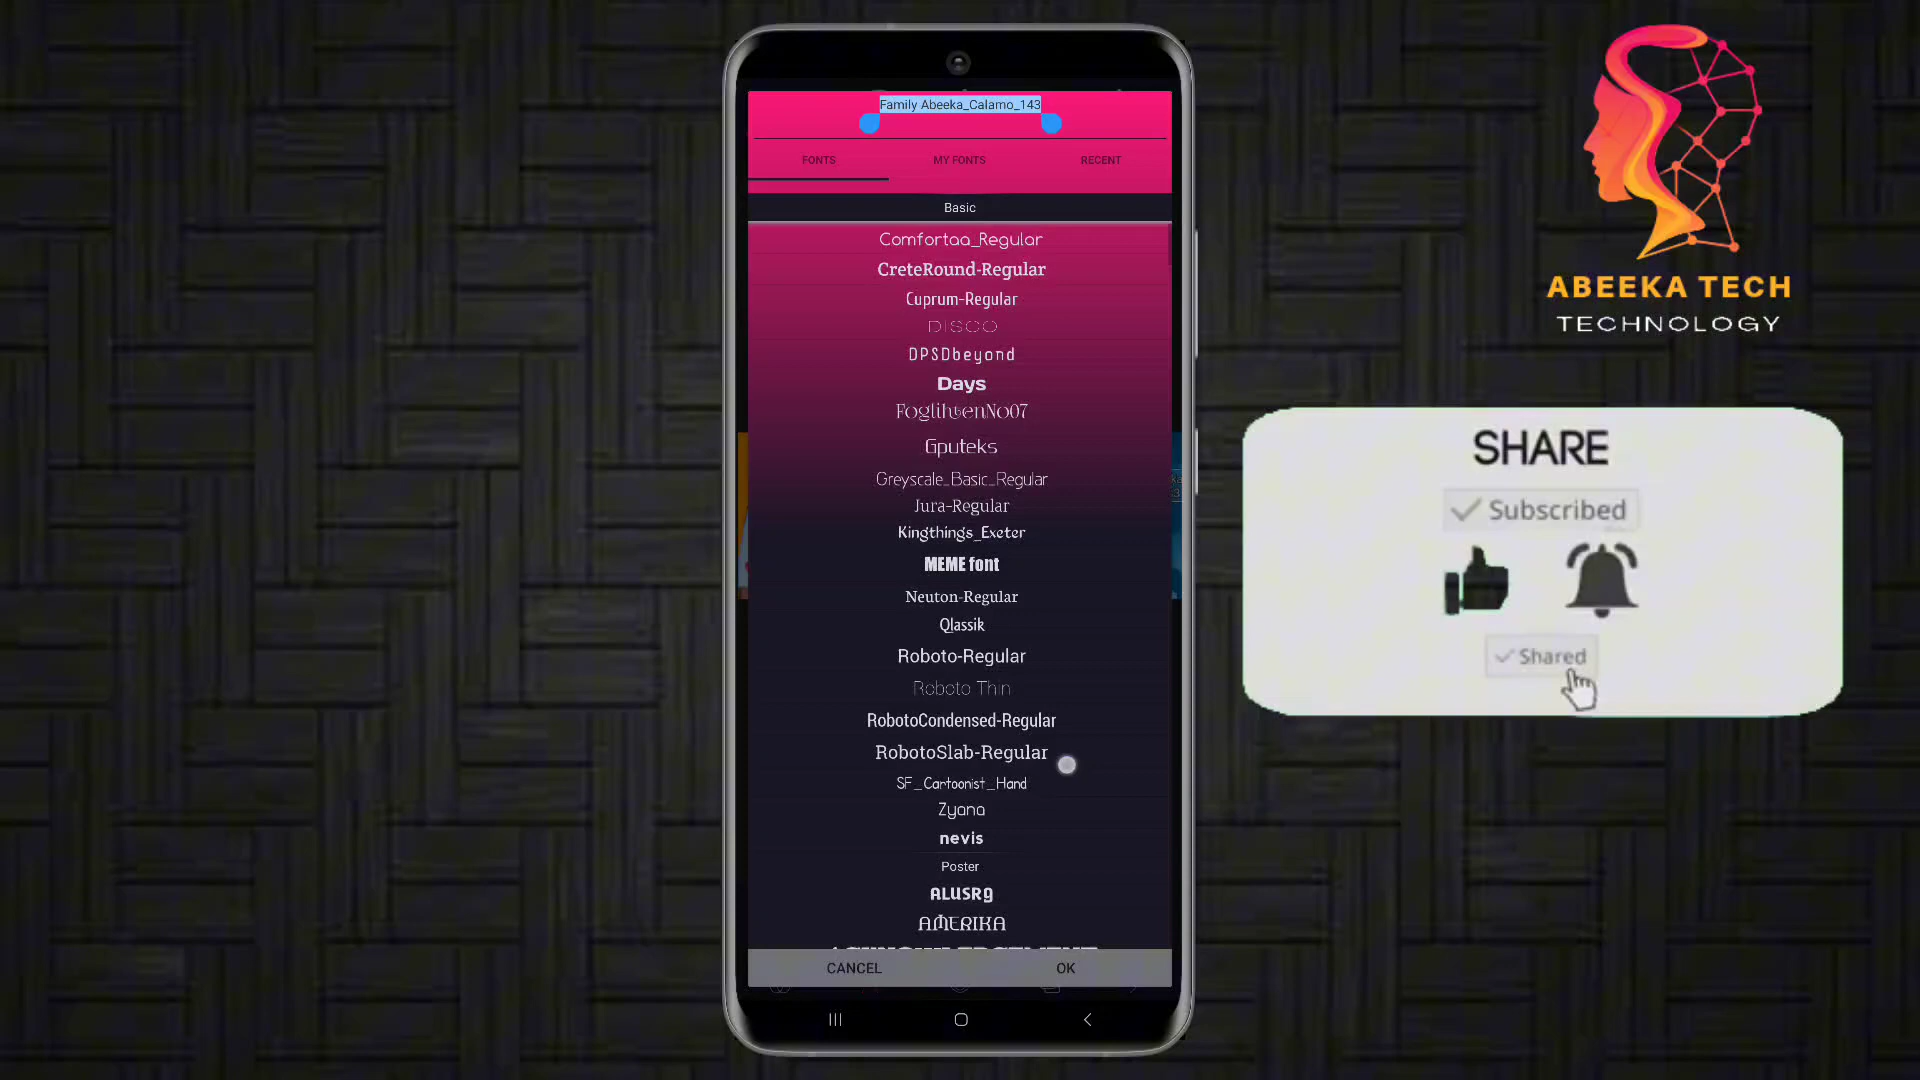 Family Abeeka_Calamo_143
FONTS
MY FONTS
RECENT
Basic
Comfortaa_Regular
CreteRound-Regular
Cuprum-Regular
DISCO
DPSDbeyond
Days
FoglihtenNo07
Gputeks
Greyscale_Basic_Regular
Jura-Regular
Kingthings_Exeter
MEME font
Neuton-Regular
Qlassik
Roboto-Regular
Roboto Thin
RobotoCondensed-Regular
RobotoSlab-Regular
SF_Cartoonist_Hand
Zyana
nevis
Poster
ALUSRg
AMERIKA
CANCEL
OK
ABEEKA TECH
TECHNOLOGY
SHARE
Subscribed
Shared